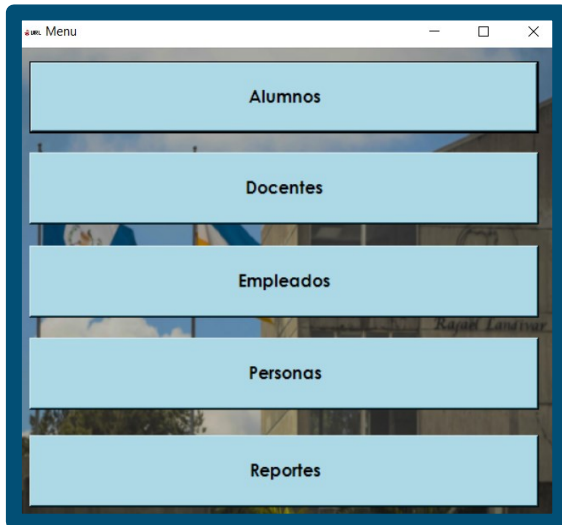 URL Menu
Alumnos
Docentes
Empleados
Rafael Landívar
Personas
Reportes